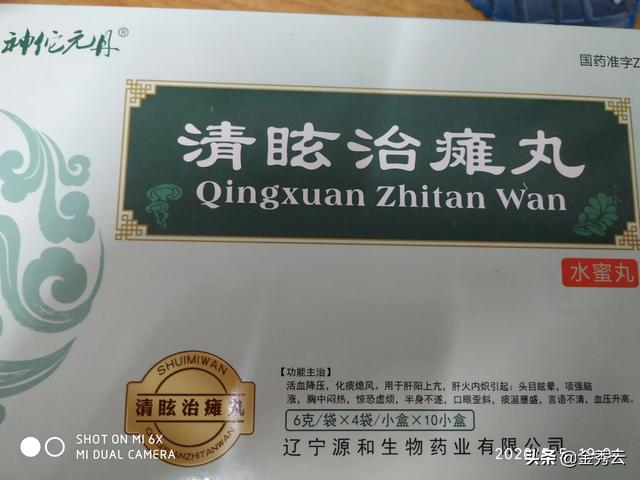 神佗元丹®
国药准字Z
清眩治瘫丸
Qingxuan Zhitan Wan
水蜜丸
【功能主治】
活血降压，化痰熄风。用于肝阳上亢，肝火内炽引起：头目眩晕，项强脑
涨，胸中闷热，惊恐虚烦，半身不遂，口眼歪斜，痰涎壅盛，言语不清，血压升高。
6克/袋×4袋/小盒×10小盒
辽宁源和生物药业有限公司
SHUIMIWAN
清眩治瘫丸
SHOT ON MI 6X
MI DUAL CAMERA
头条 @金秀云